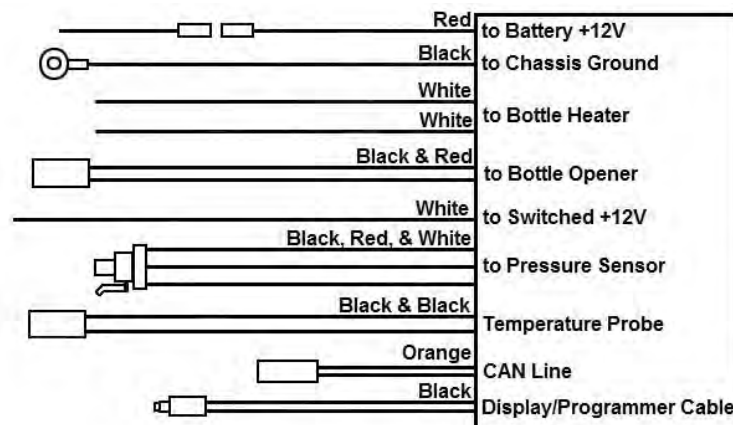 Red
to Battery +12V
Black
to Chassis Ground
White
to Bottle Heater
White
Black & Red
to Bottle Opener
White
to Switched +12V
Black, Red, & White
to Pressure Sensor
Black & Black
Temperature Probe
Orange
CAN Line
Black
Display/Programmer Cable